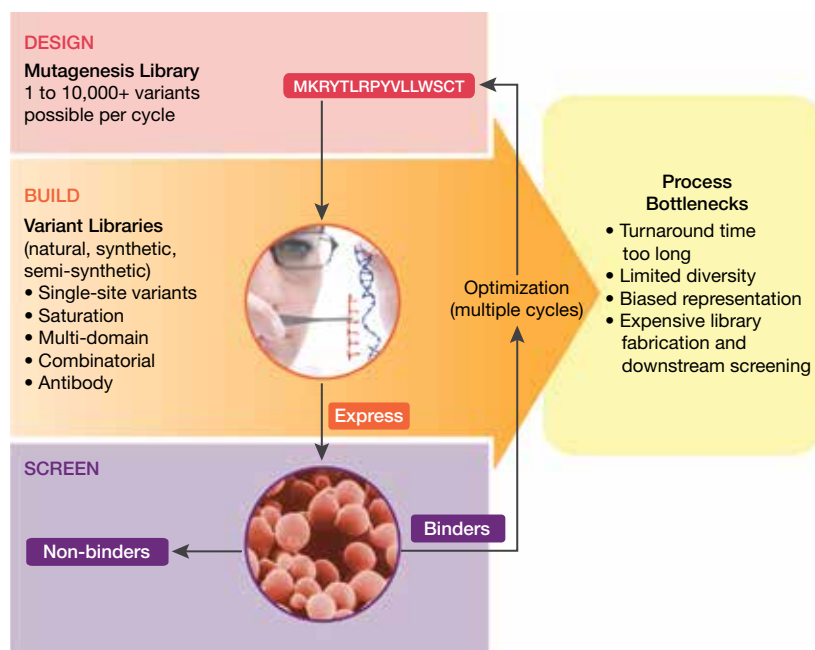 DESIGN
Mutagenesis Library
1 to 10,000+ variants
possible per cycle
MKRYTLRPYVLLWSCT
BUILD
Variant Libraries
(natural, synthetic,
semi-synthetic)
• Single-site variants
• Saturation
• Multi-domain
• Combinatorial
• Antibody
Express
Optimization
(multiple cycles)
Process
Bottlenecks
• Turnaround time
too long
• Limited diversity
• Biased representation
• Expensive library
fabrication and
downstream screening
SCREEN
Non-binders
Binders